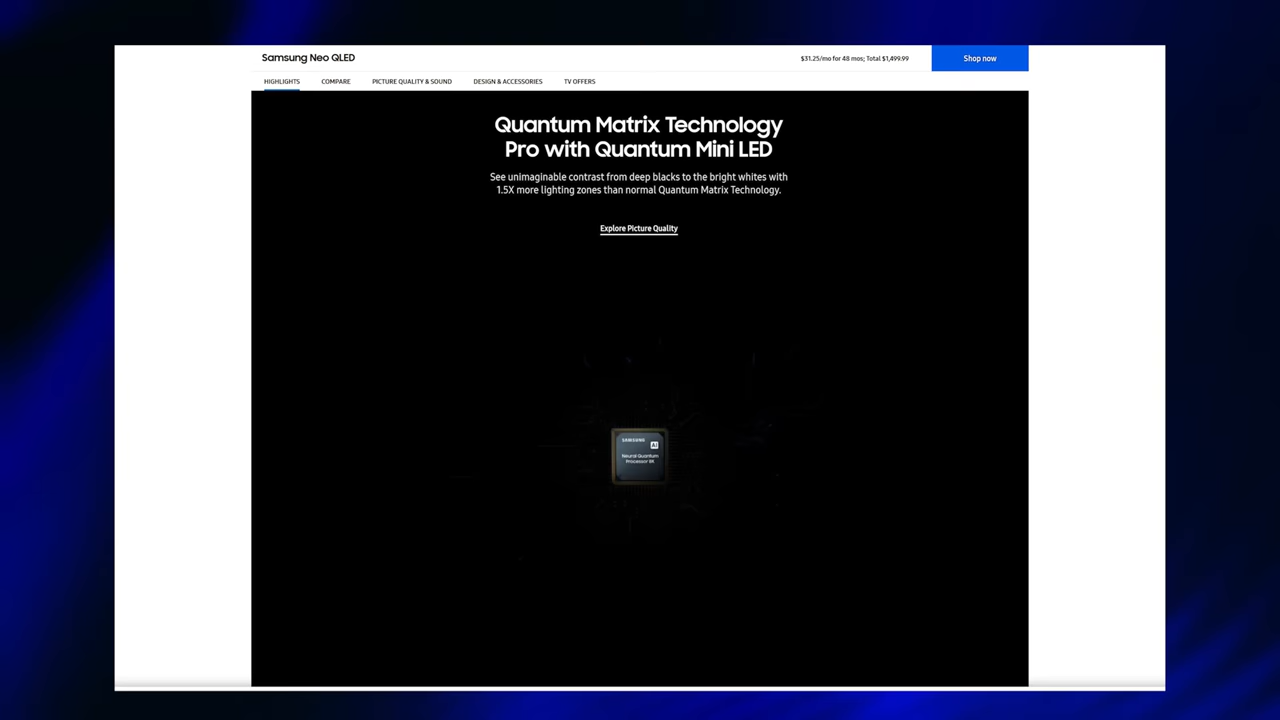 Samsung Neo QLED
$31.25/mo for 48 mos; Total $1,499.99
Shop now
HIGHLIGHTS
COMPARE
PICTURE QUALITY & SOUND
DESIGN & ACCESSORIES
TV OFFERS
Quantum Matrix Technology
Pro with Quantum Mini LED
See unimaginable contrast from deep blacks to the bright whites with
1.5X more lighting zones than normal Quantum Matrix Technology.
Explore Picture Quality
SAMSUNG
AI
Neural Quantum
Processor 8K